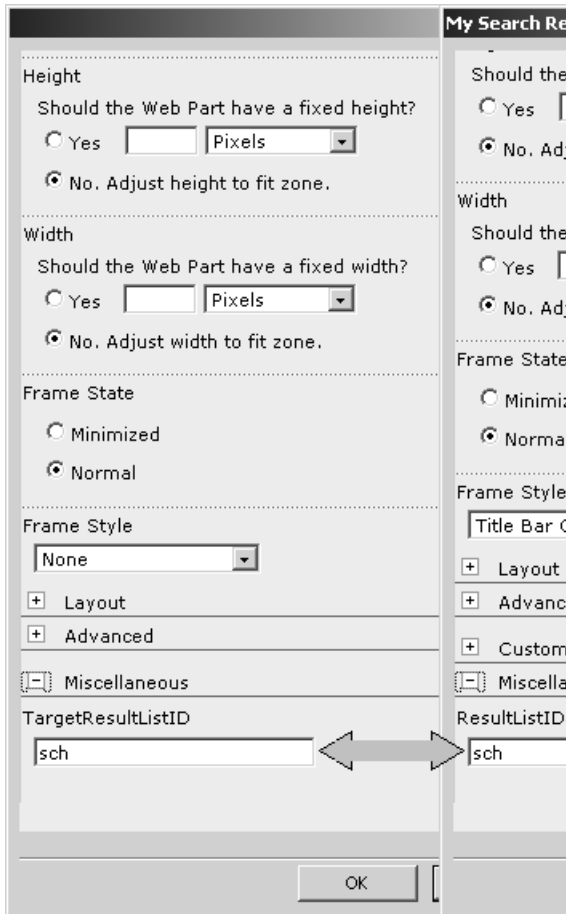 Height
Should the Web Part have a fixed height?
Yes Pixels
No. Adjust height to fit zone.
Width
Should the Web Part have a fixed width?
Yes Pixels
No. Adjust width to fit zone.
Frame State
Minimized
Normal
Frame Style
None
Layout
Advanced
Miscellaneous
TargetResultListID
sch
OK
My Search Re
Should the
Yes
No. Adj
Width
Should the
Yes
No. Adj
Frame State
Minimiz
Norma
Frame Style
Title Bar
Layout
Advanc
Custom
Miscella
ResultListID
sch